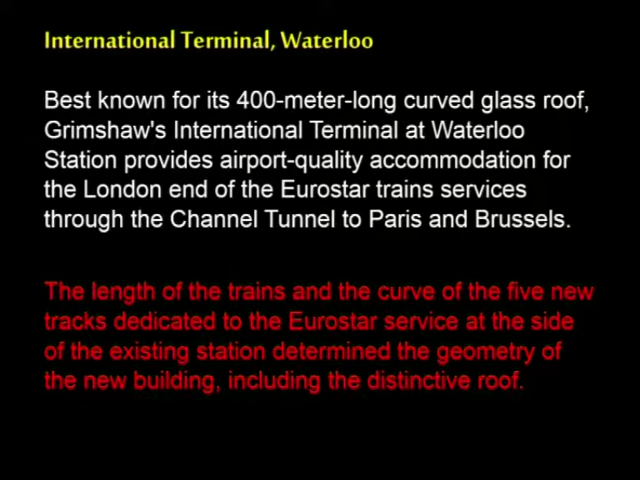 International Terminal, Waterloo
Best known for its 400-meter-long curved glass roof,
Grimshaw's International Terminal at Waterloo
Station provides airport-quality accommodation for
the London end of the Eurostar trains services
through the Channel Tunnel to Paris and Brussels.
The length of the trains and the curve of the five new
tracks dedicated to the Eurostar service at the side
of the existing station determined the geometry of
the new building, including the distinctive roof.